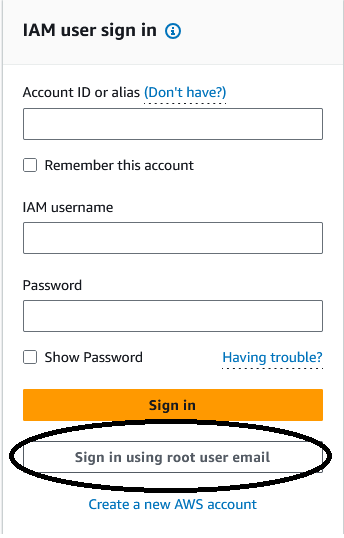 IAM user sign in
Account ID or alias (Don't have?)
Remember this account
IAM username
Password
Show Password Having trouble?
Sign in
Sign in using root user email
Create a new AWS account